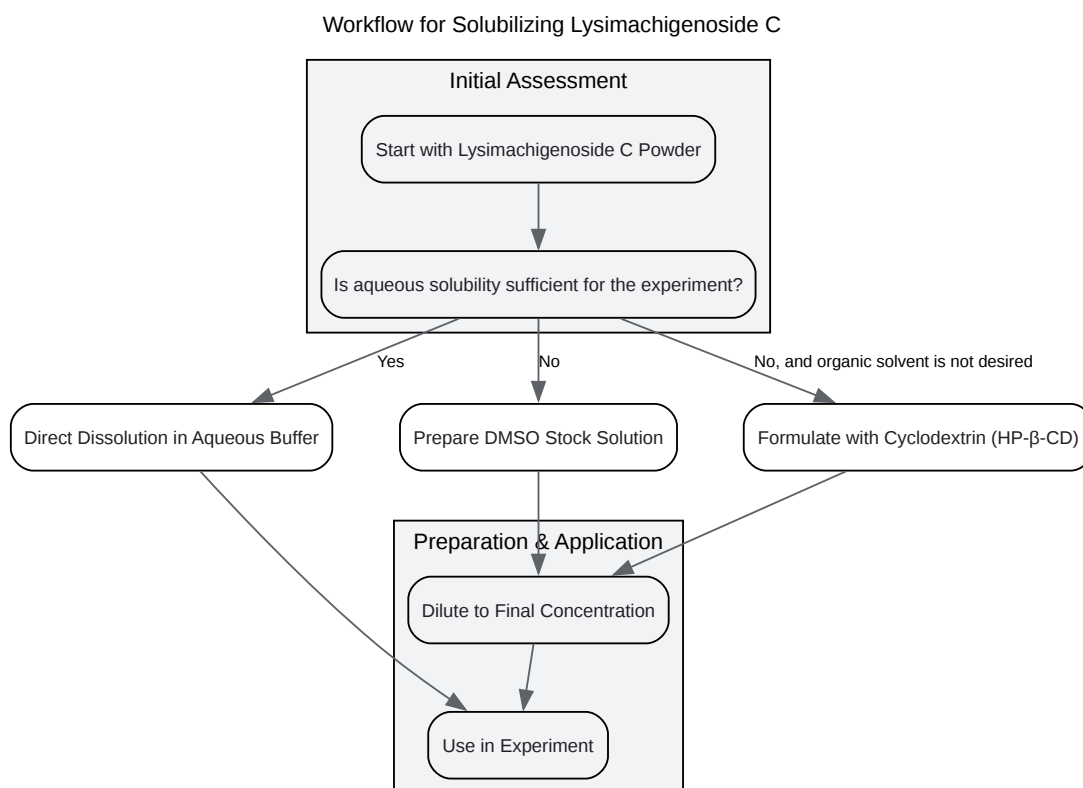 Workflow for Solubilizing Lysimachigenoside C
Initial Assessment
Start with Lysimachigenoside C Powder
Is aqueous solubility sufficient for the experiment?
Yes
No
No, and organic solvent is not desired
Direct Dissolution in Aqueous Buffer
Prepare DMSO Stock Solution
Formulate with Cyclodextrin (HP-β-CD)
Preparation & Application
Dilute to Final Concentration
Use in Experiment